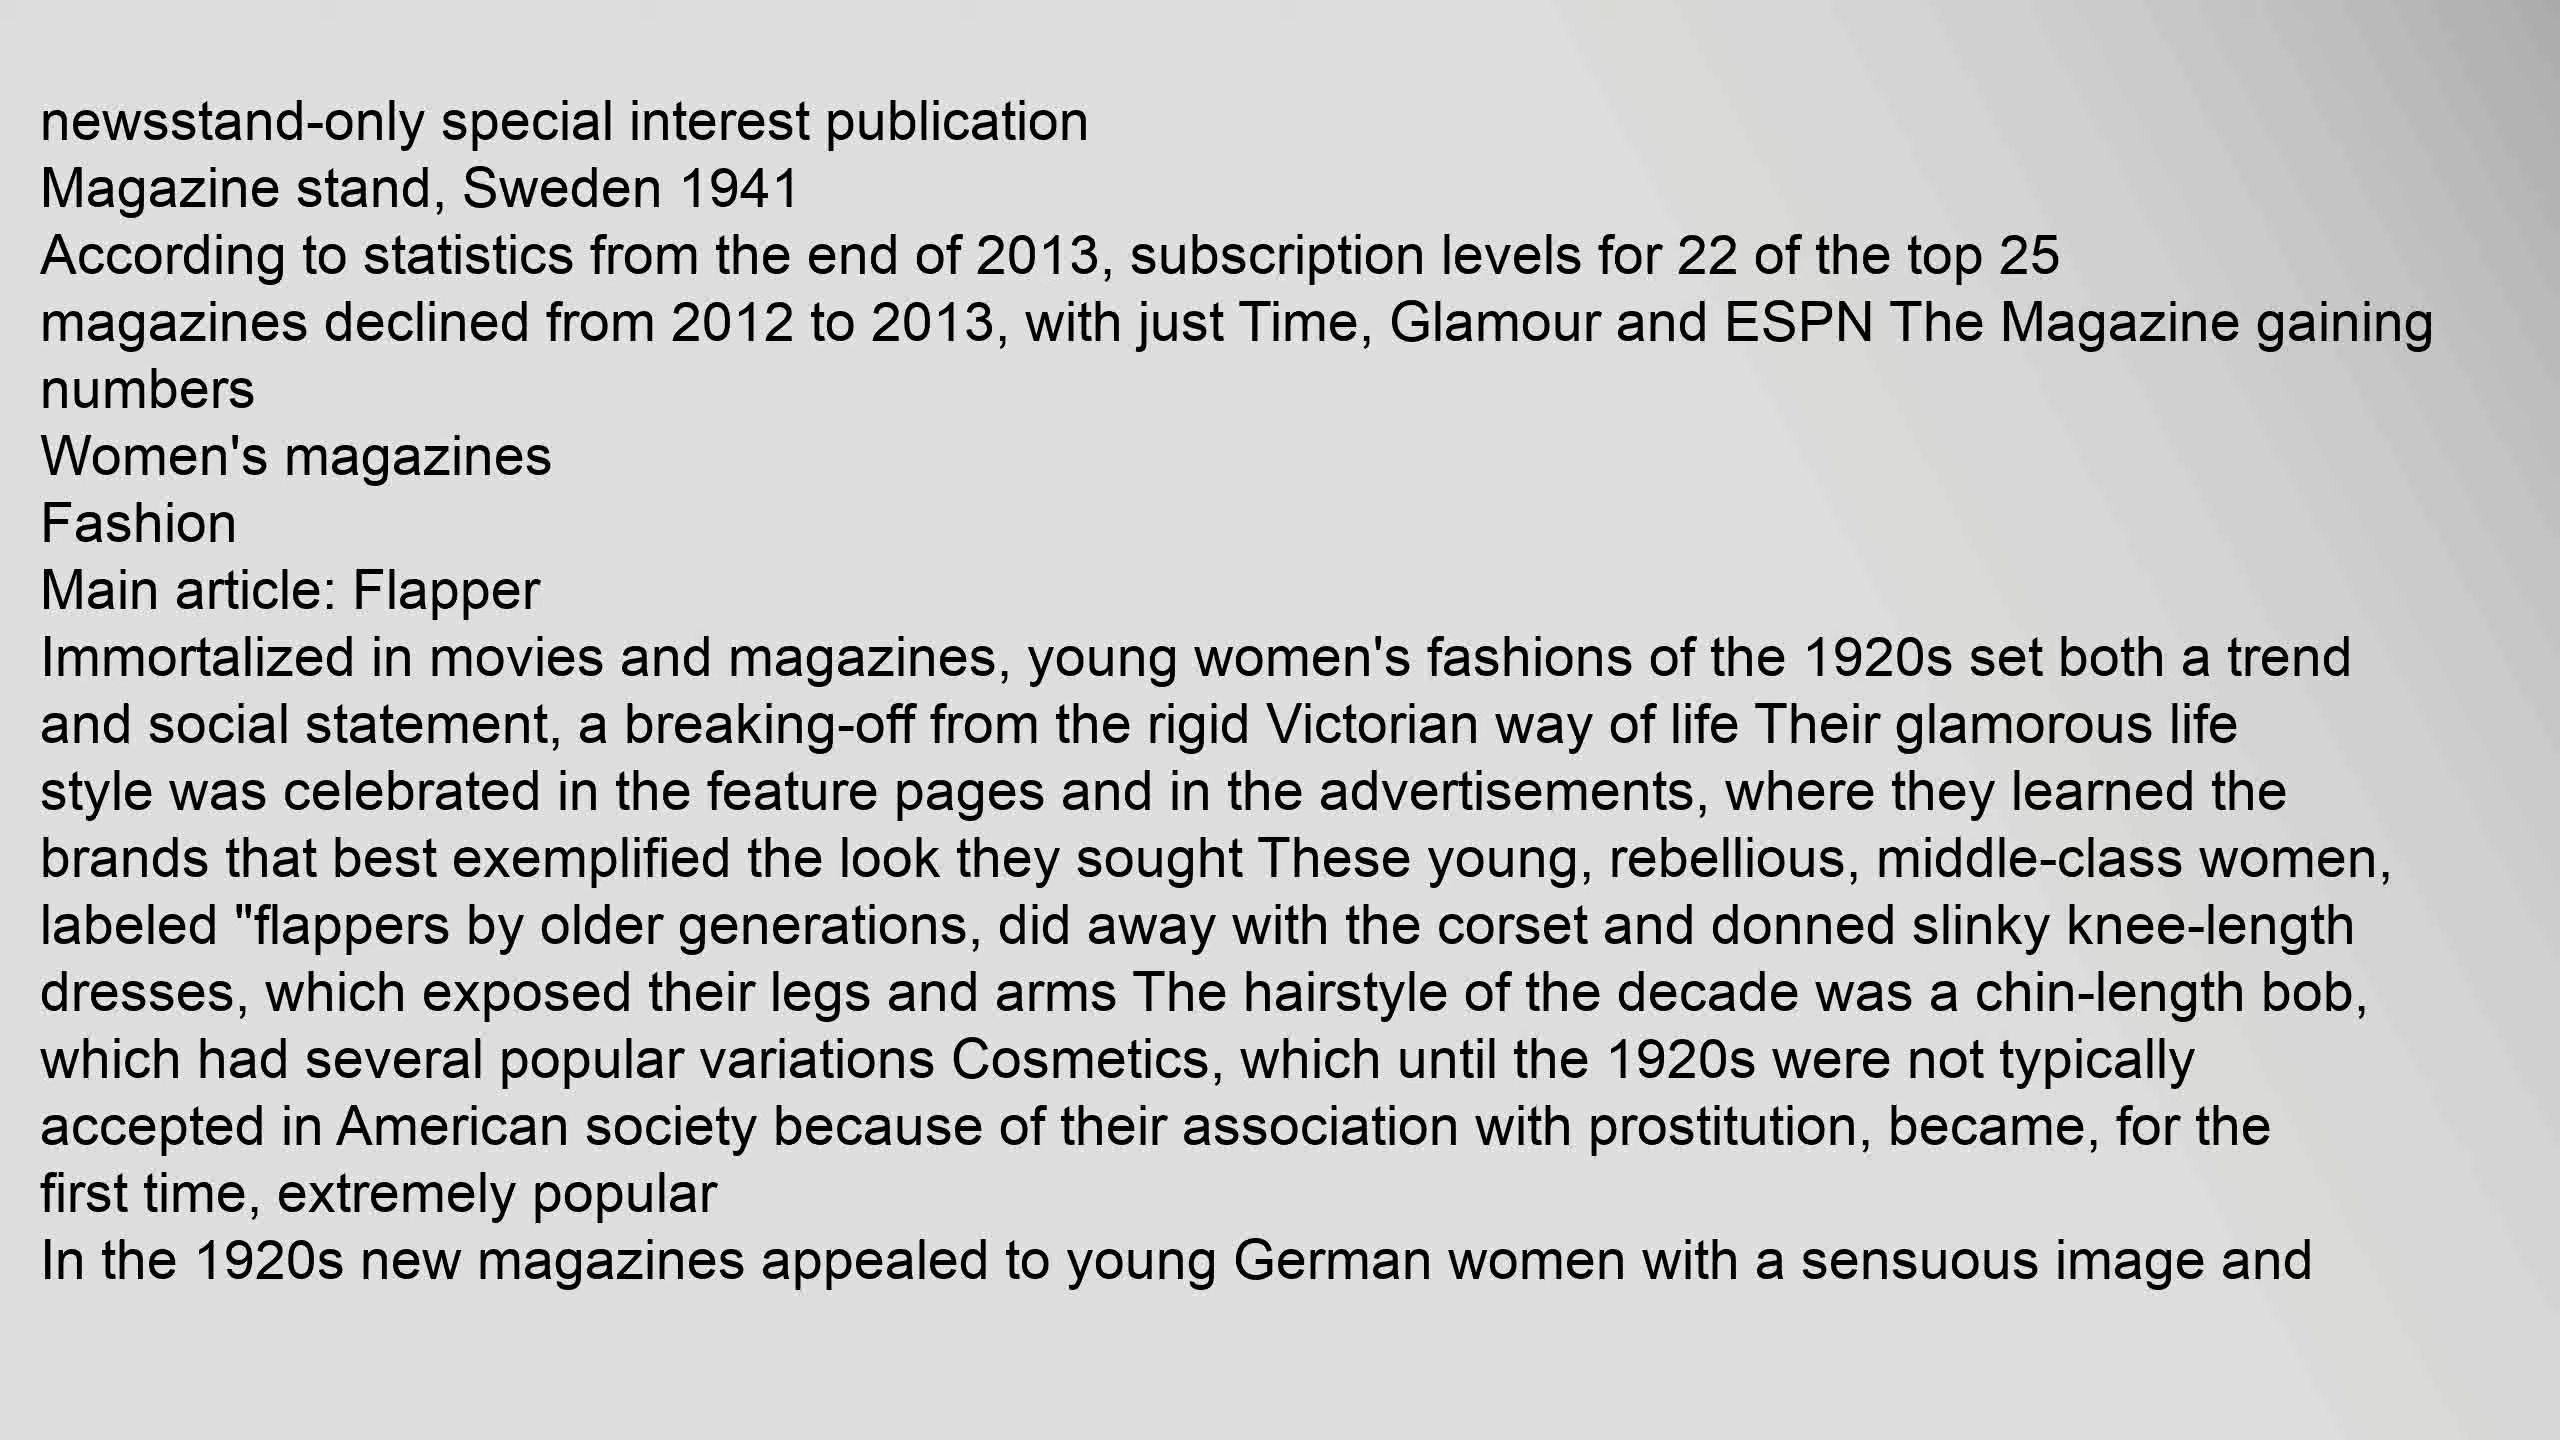 newsstand-only special interest publication
Magazine stand, Sweden 1941
According to statistics from the end of 2013, subscription levels for 22 of the top 25
magazines declined from 2012 to 2013, with just Time, Glamour and ESPN The Magazine gaining
numbers
Women's magazines
Fashion
Main article: Flapper
Immortalized in movies and magazines, young women's fashions of the 1920s set both a trend
and social statement, a breaking-off from the rigid Victorian way of life Their glamorous life
style was celebrated in the feature pages and in the advertisements, where they learned the
brands that best exemplified the look they sought These young, rebellious, middle-class women,
labeled "flappers by older generations, did away with the corset and donned slinky knee-length
dresses, which exposed their legs and arms The hairstyle of the decade was a chin-length bob,
which had several popular variations Cosmetics, which until the 1920s were not typically
accepted in American society because of their association with prostitution, became, for the
first time, extremely popular
In the 1920s new magazines appealed to young German women with a sensuous image and